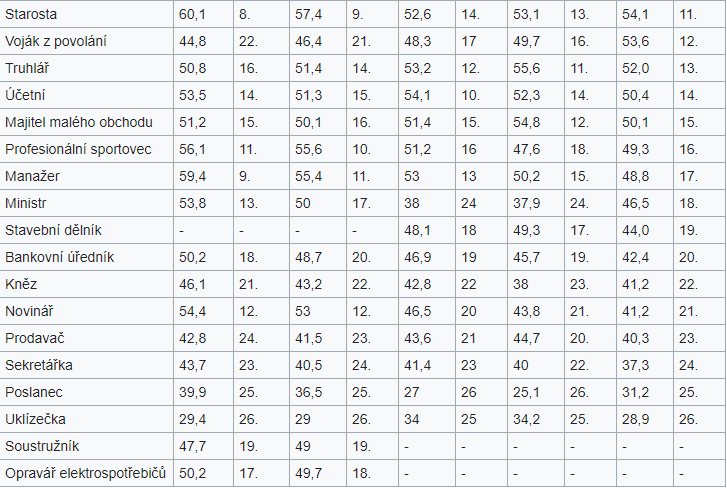 Starosta 60,1 8. 57,4 9. 52,6 14. 53,1 13. 54,1 11.
Voják z povolání 44,8 22. 46,4 21. 48,3 17 49,7 16. 53,6 12.
Truhlář 50,8 16. 51,4 14. 53,2 12. 55,6 11. 52,0 13.
Účetní 53,5 14. 51,3 15. 54,1 10. 52,3 14. 50,4 14.
Majitel malého obchodu 51,2 15. 50,1 16. 51,4 15. 54,8 12. 50,1 15.
Profesionální sportovec 56,1 11. 55,6 10. 51,2 16 47,6 18. 49,3 16.
Manažer 59,4 9. 55,4 11. 53 13 50,2 15. 48,8 17.
Ministr 53,8 13. 50 17. 38 24 37,9 24. 46,5 18.
Stavební dělník - - - - 48,1 18 49,3 17. 44,0 19.
Bankovní úředník 50,2 18. 48,7 20. 46,9 19 45,7 19. 42,4 20.
Kněz 46,1 21. 43,2 22. 42,8 22 38 23. 41,2 22.
Novinář 54,4 12. 53 12. 46,5 20 43,8 21. 41,2 21.
Prodavač 42,8 24. 41,5 23. 43,6 21 44,7 20. 40,3 23.
Sekretářka 43,7 23. 40,5 24. 41,4 23 40 22. 37,3 24.
Poslanec 39,9 25. 36,5 25. 27 26 25,1 26. 31,2 25.
Uklízečka 29,4 26. 29 26. 34 25 34,2 25. 28,9 26.
Soustružník 47,7 19. 49 19. - - - - - -
Opravář elektrospotřebičů 50,2 17. 49,7 18. - - - - - -